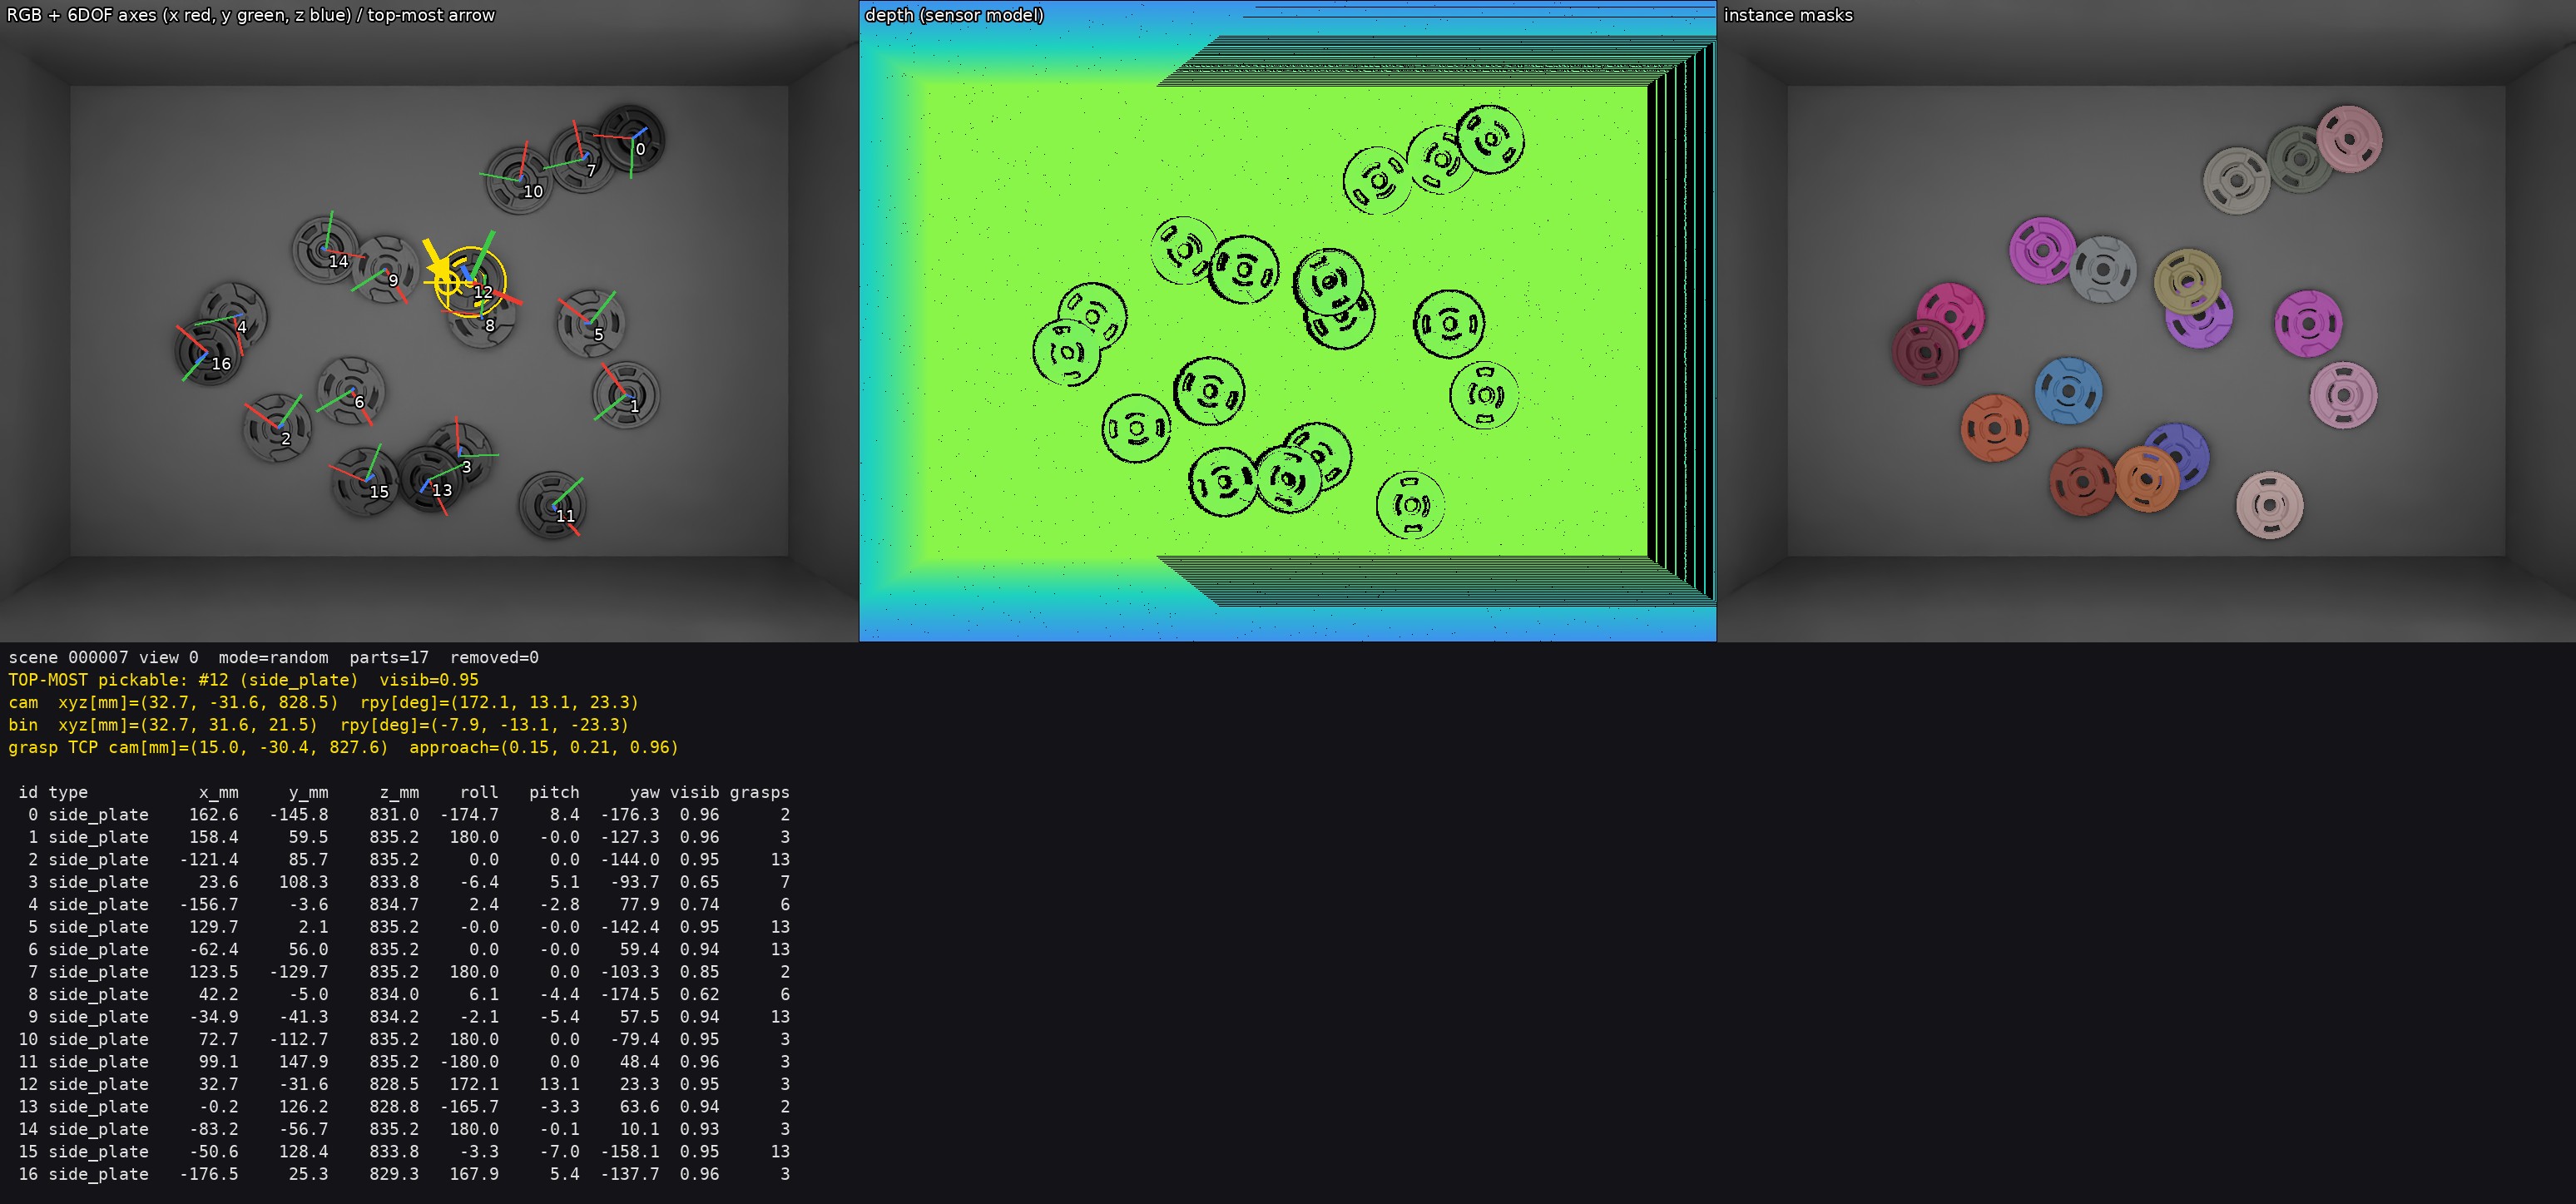 RGB + 6DOF axes (x red, y green, z blue) / top-most arrow
depth (sensor model)
instance masks
0
7
10
14
9
12
8
4
5
16
6
1
2
3
15
13
11
scene 000007 view 0  mode=random  parts=17  removed=0
TOP-MOST pickable: #12 (side_plate)  visib=0.95
cam  xyz[mm]=(32.7, -31.6, 828.5)  rpy[deg]=(172.1, 13.1, 23.3)
bin  xyz[mm]=(32.7, 31.6, 21.5)  rpy[deg]=(-7.9, -13.1, -23.3)
grasp TCP cam[mm]=(15.0, -30.4, 827.6)  approach=(0.15, 0.21, 0.96)
id type x_mm y_mm z_mm roll pitch yaw visib grasps
0 side_plate 162.6 -145.8 831.0 -174.7 8.4 -176.3 0.96 2
1 side_plate 158.4 59.5 835.2 180.0 -0.0 -127.3 0.96 3
2 side_plate -121.4 85.7 835.2 0.0 0.0 -144.0 0.95 13
3 side_plate 23.6 108.3 833.8 -6.4 5.1 -93.7 0.65 7
4 side_plate -156.7 -3.6 834.7 2.4 -2.8 77.9 0.74 6
5 side_plate 129.7 2.1 835.2 -0.0 -0.0 -142.4 0.95 13
6 side_plate -62.4 56.0 835.2 0.0 -0.0 59.4 0.94 13
7 side_plate 123.5 -129.7 835.2 180.0 0.0 -103.3 0.85 2
8 side_plate 42.2 -5.0 834.0 6.1 -4.4 -174.5 0.62 6
9 side_plate -34.9 -41.3 834.2 -2.1 -5.4 57.5 0.94 13
10 side_plate 72.7 -112.7 835.2 180.0 0.0 -79.4 0.95 3
11 side_plate 99.1 147.9 835.2 -180.0 0.0 48.4 0.96 3
12 side_plate 32.7 -31.6 828.5 172.1 13.1 23.3 0.95 3
13 side_plate -0.2 126.2 828.8 -165.7 -3.3 63.6 0.94 2
14 side_plate -83.2 -56.7 835.2 180.0 -0.1 10.1 0.93 3
15 side_plate -50.6 128.4 833.8 -3.3 -7.0 -158.1 0.95 13
16 side_plate -176.5 25.3 829.3 167.9 5.4 -137.7 0.96 3